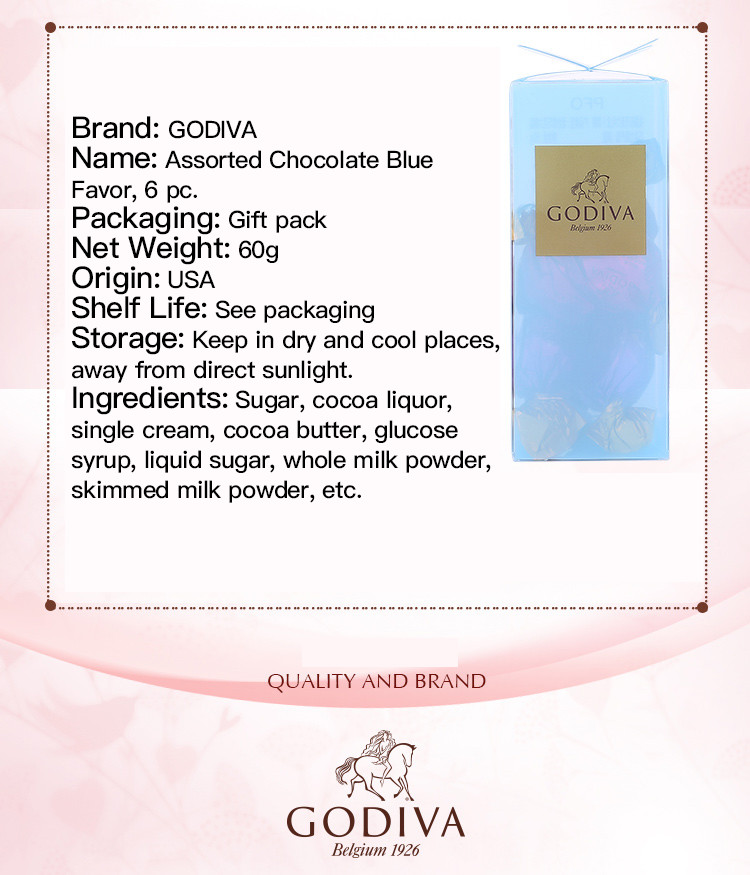 Brand: GODIVA
Name: Assorted Chocolate Blue
Favor, 6 pc.
Packaging: Gift pack
Net Weight: 60g
Origin: USA
Shelf Life: See packaging
Storage: Keep in dry and cool places,
away from direct sunlight.
Ingredients: Sugar, cocoa liquor,
single cream, cocoa butter, glucose
syrup, liquid sugar, whole milk powder,
skimmed milk powder, etc.
GODIVA
Belgium 1926
QUALITY AND BRAND
GODIVA
Belgium 1926